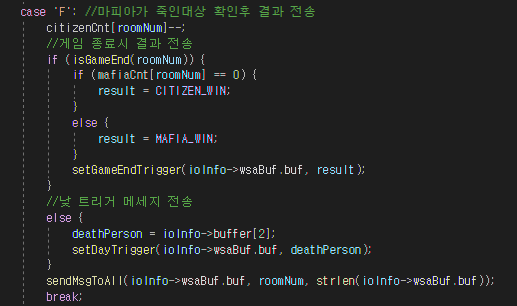 case 'F': //마피아가 죽인대상 확인후 결과 전송
citizenCnt[roomNum]--;
//게임 종료시 결과 전송
if (isGameEnd(roomNum)) {
if (mafiaCnt[roomNum] == 0) {
result = CITIZEN_WIN;
}
else {
result = MAFIA_WIN;
}
setGameEndTrigger(ioInfo->wsaBuf.buf, result);
}
//낮 트리거 메세지 전송
else {
deathPerson = ioInfo->buffer[2];
setDayTrigger(ioInfo->wsaBuf.buf, deathPerson);
}
sendMsgToAll(ioInfo->wsaBuf.buf, roomNum, strlen(ioInfo->wsaBuf.buf));
break;